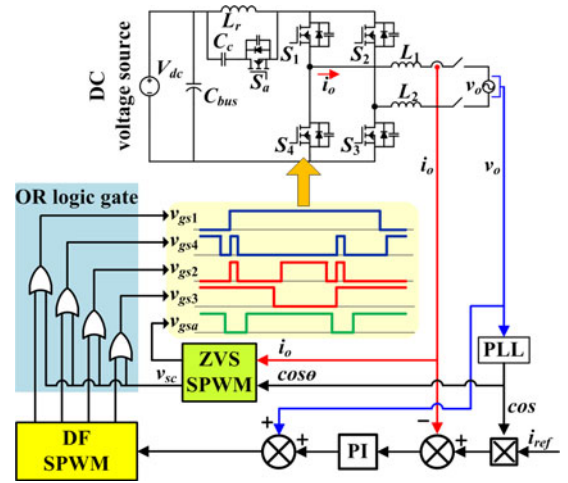 DC
voltage source
V_dc
C_bus
L_r
C_c
S_a
S_1
S_2
S_4
S_3
i_o
L_1
L_2
v_o
i_o
v_o
OR logic gate
v_gs1
v_gs4
v_gs2
v_gs3
v_gsa
v_sc
ZVS
SPWM
i_o
cosθ
PLL
cos
DF
SPWM
+
+
PI
−
+
i_ref